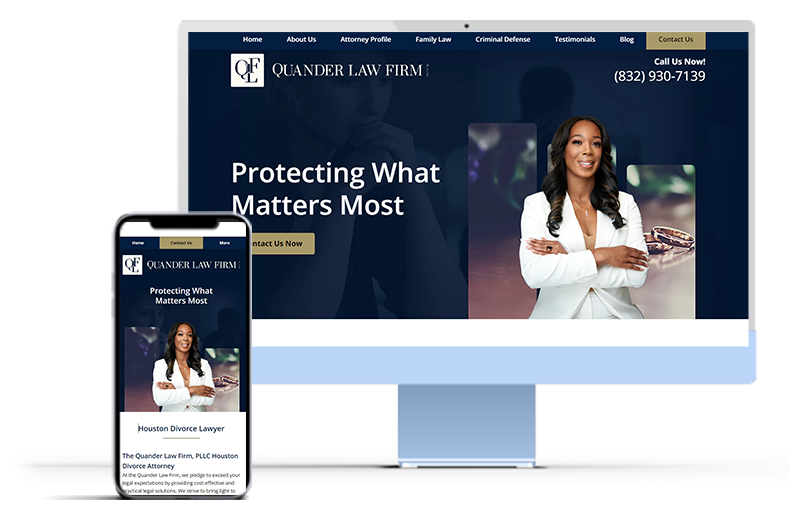 Home About Us Attorney Profile Family Law Criminal Defense Testimonials Blog Contact Us
QFL QUANDER LAW FIRM
Call Us Now!
(832) 930-7139
Protecting What
Matters Most
ntact Us Now
Home Contact Us More
QFL QUANDER LAW FIRM
Protecting What
Matters Most
Houston Divorce Lawyer
The Quander Law Firm, PLLC Houston
Divorce Attorney
At the Quander Law Firm, we pledge to exceed your
legal expectations by providing cost-effective and
practical legal solutions. We strive to bring light to